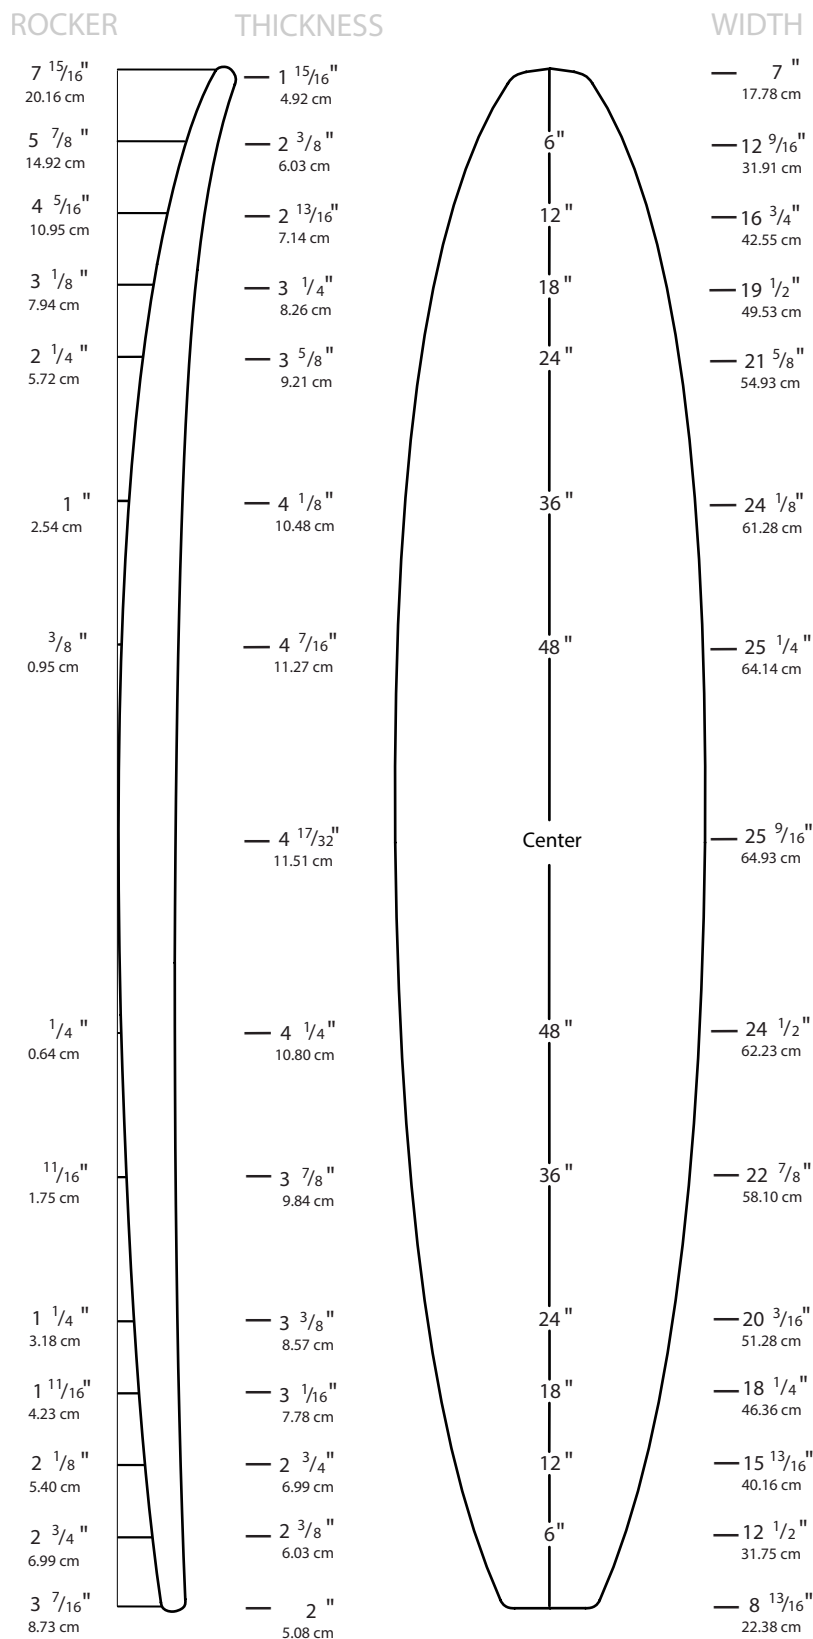 ROCKER THICKNESS WIDTH
7 15/16" 1 15/16" 7 "
20.16 cm 4.92 cm 17.78 cm
5 7/8 " 2 3/8" 6" 12 9/16"
14.92 cm 6.03 cm 31.91 cm
4 5/16" 2 13/16" 12" 16 3/4"
10.95 cm 7.14 cm 42.55 cm
3 1/8 " 3 1/4" 18" 19 1/2"
7.94 cm 8.26 cm 49.53 cm
2 1/4 " 3 5/8" 24" 21 5/8"
5.72 cm 9.21 cm 54.93 cm
1 " 4 1/8" 36" 24 1/8"
2.54 cm 10.48 cm 61.28 cm
3/8 " 4 7/16" 48" 25 1/4"
0.95 cm 11.27 cm 64.14 cm
4 17/32" Center 25 9/16"
11.51 cm 64.93 cm
1/4 " 4 1/4" 48" 24 1/2"
0.64 cm 10.80 cm 62.23 cm
11/16" 3 7/8" 36" 22 7/8"
1.75 cm 9.84 cm 58.10 cm
1 1/4 " 3 3/8" 24" 20 3/16"
3.18 cm 8.57 cm 51.28 cm
1 11/16" 3 1/16" 18" 18 1/4"
4.23 cm 7.78 cm 46.36 cm
2 1/8 " 2 3/4" 12" 15 13/16"
5.40 cm 6.99 cm 40.16 cm
2 3/4 " 2 3/8" 6" 12 1/2"
6.99 cm 6.03 cm 31.75 cm
3 7/16" 2 " 8 13/16"
8.73 cm 5.08 cm 22.38 cm